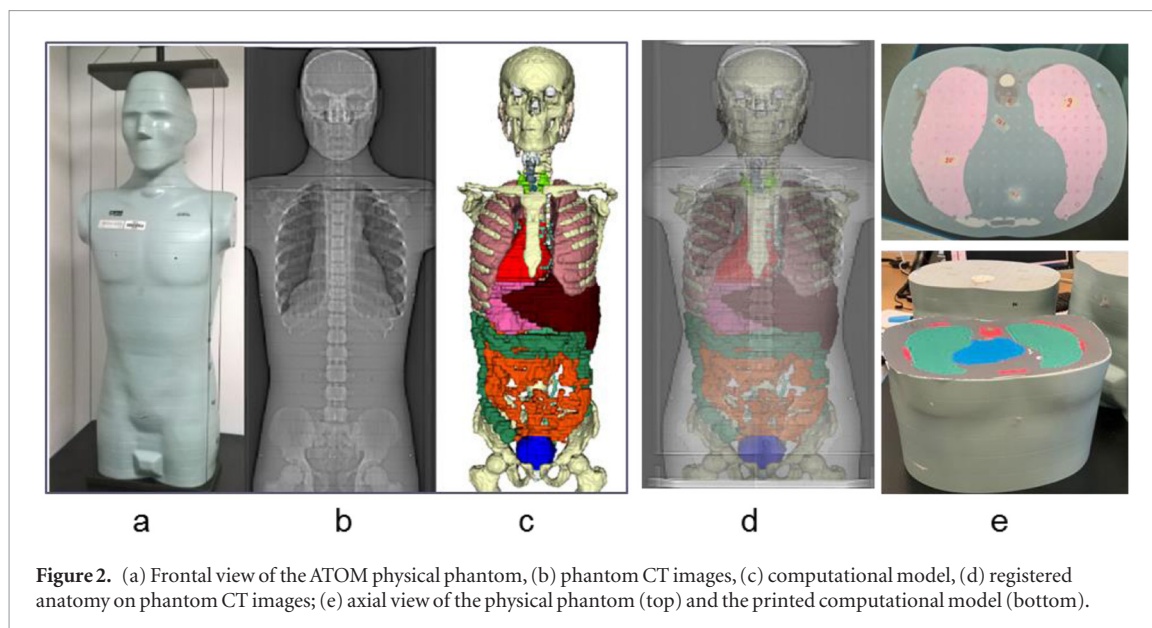 a
b
c
d
e
Figure 2. (a) Frontal view of the ATOM physical phantom, (b) phantom CT images, (c) computational model, (d) registered
anatomy on phantom CT images; (e) axial view of the physical phantom (top) and the printed computational model (bottom).